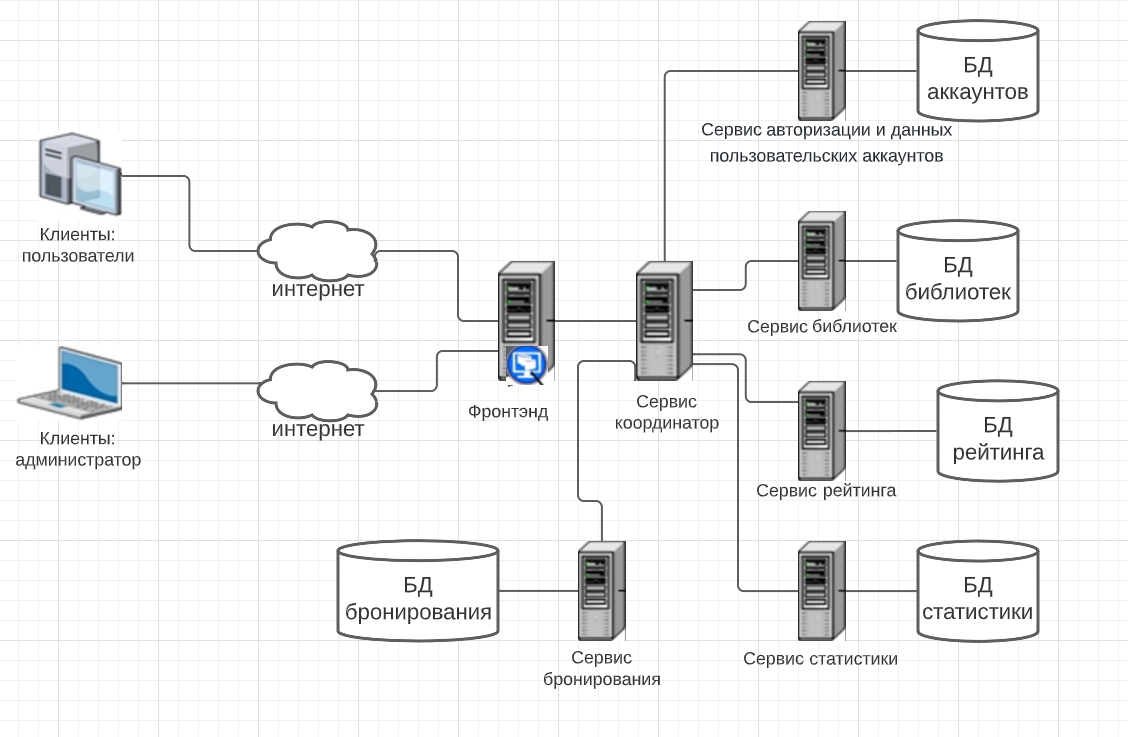 БД
аккаунтов
Сервис авторизации и данных
пользовательских аккаунтов
Клиенты:
пользователи
интернет
БД
библиотек
Сервис библиотек
Клиенты:
администратор
интернет
Фронтэнд
Сервис
координатор
БД
рейтинга
Сервис рейтинга
БД
бронирования
Сервис
бронирования
БД
статистики
Сервис статистики